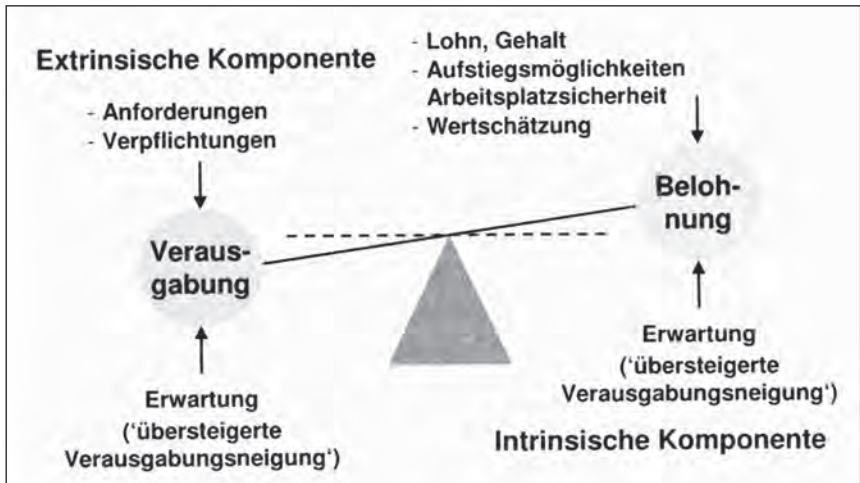 Extrinsische Komponente
- Anforderungen
- Verpflichtungen
- Lohn, Gehalt
- Aufstiegsmöglichkeiten
Arbeitsplatzsicherheit
- Wertschätzung
Veraus-
gabung
Beloh-
nung
Erwartung
(‘übersteigerte
Verausgabungsneigung‘)
Erwartung
(‘übersteigerte
Verausgabungsneigung‘)
Intrinsische Komponente